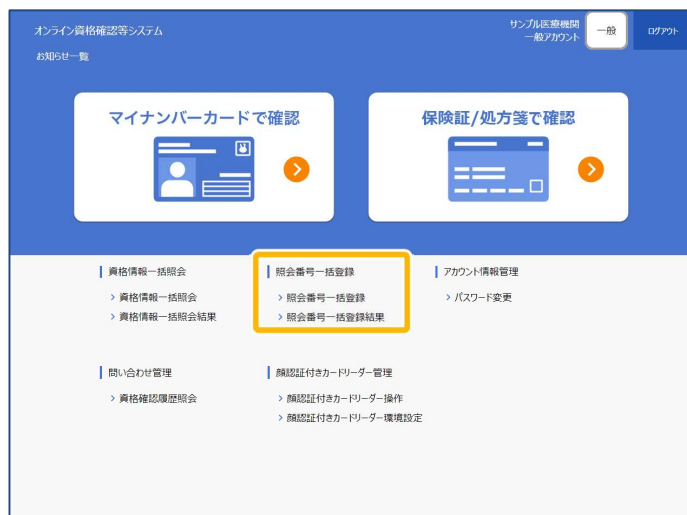 オンライン資格確認等システム
サンプル医療機関
一般アカウント
一般
ログアウト
お知らせ一覧
マイナンバーカードで確認
保険証/処方箋で確認
資格情報一括照会
資格情報一括照会
資格情報一括照会結果
照会番号一括登録
照会番号一括登録
照会番号一括登録結果
アカウント情報管理
パスワード変更
問い合わせ管理
資格確認履歴照会
顔認証付きカードリーダー管理
顔認証付きカードリーダー操作
顔認証付きカードリーダー環境設定